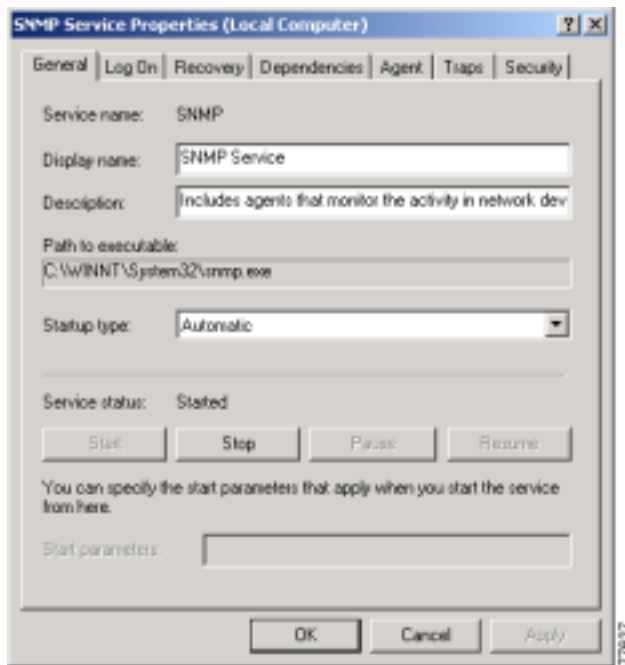 SNMP Service Properties (Local Computer)
General Log On Recovery Dependencies Agent Traps Security
Service name: SNMP
Display name: SNMP Service
Description: Includes agents that monitor the activity in network dev
Path to executable:
C:\WINNT\System32\snmp.exe
Startup type: Automatic
Service status: Started
Start Stop Pause Resume
You can specify the start parameters that apply when you start the service
from here.
Start parameters:
OK Cancel Apply